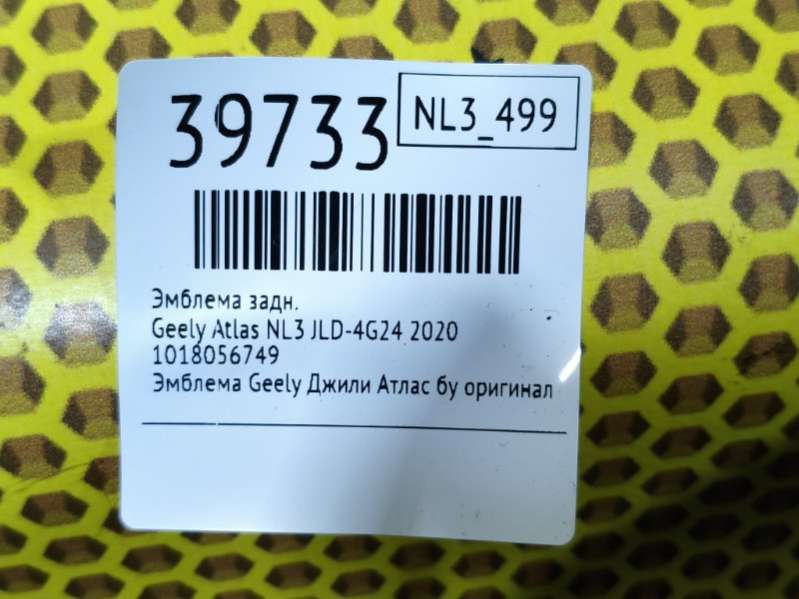 39733
NL3_499
Эмблема задн.
Geely Atlas NL3 JLD-4G24 2020
1018056749
Эмблема Geely Джили Атлас бу оригинал